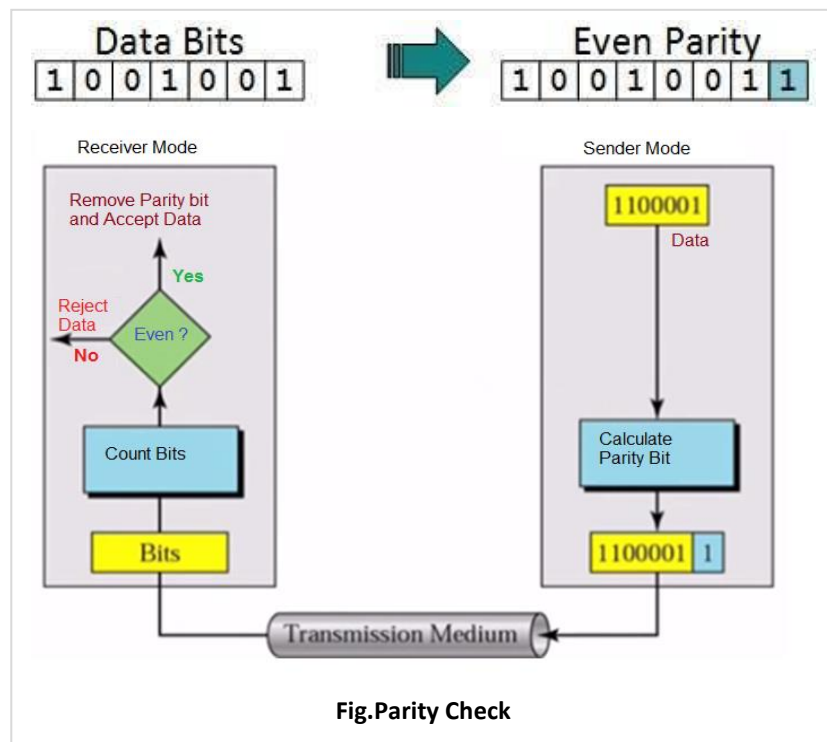 Data Bits
Even Parity
1 0 0 1 0 0 1
1 0 0 1 0 0 1 1
Receiver Mode
Sender Mode
Remove Parity bit
and Accept Data
Yes
Reject
Data
No
Even ?
Count Bits
Bits
1100001
Data
Calculate
Parity Bit
1100001 1
Transmission Medium
Fig.Parity Check